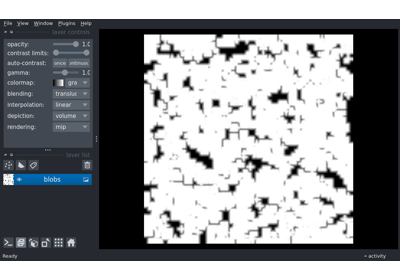 File View Window Plugins Help
layer controls
opacity: 1.0
contrast limits:
auto-contrast: once
gamma: 1.0
colormap: gra
blending: translu
interpolation: linear
depiction: volume
rendering: mip
layer list
blobs
Ready activity